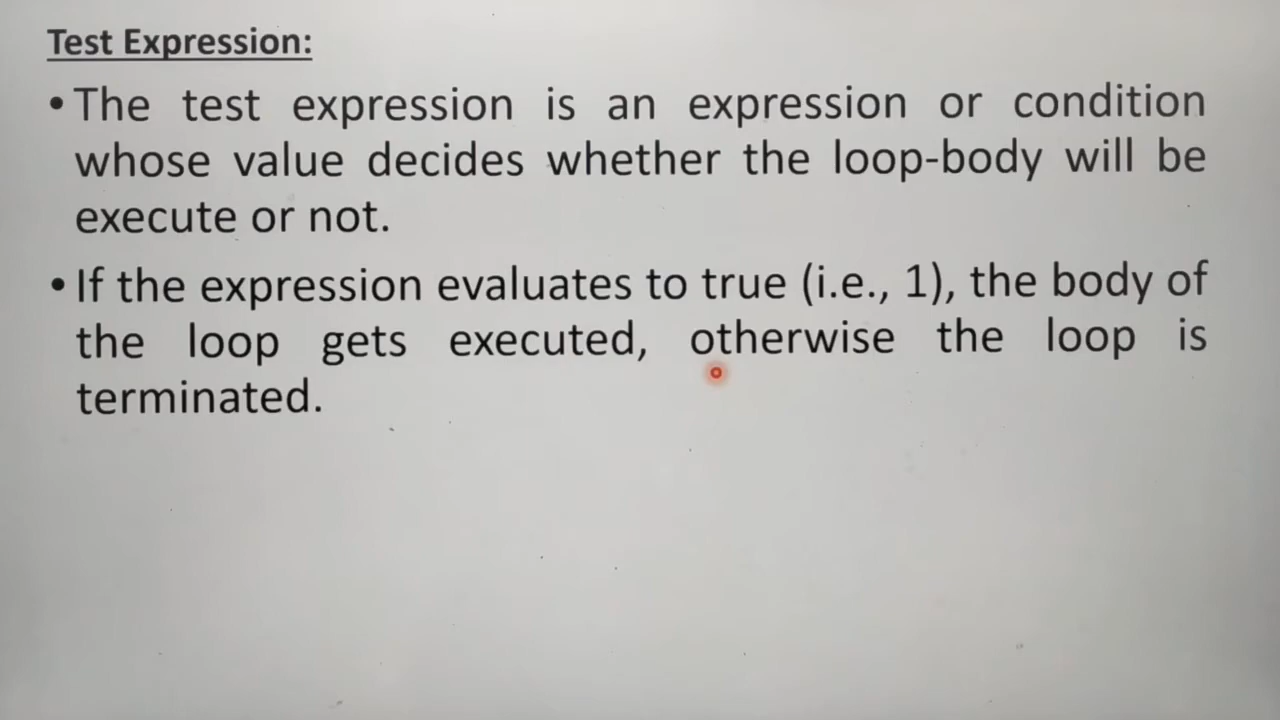 Test Expression:
• The test expression is an expression or condition
whose value decides whether the loop-body will be
execute or not.
• If the expression evaluates to true (i.e., 1), the body of
the loop gets executed, otherwise the loop is
terminated.